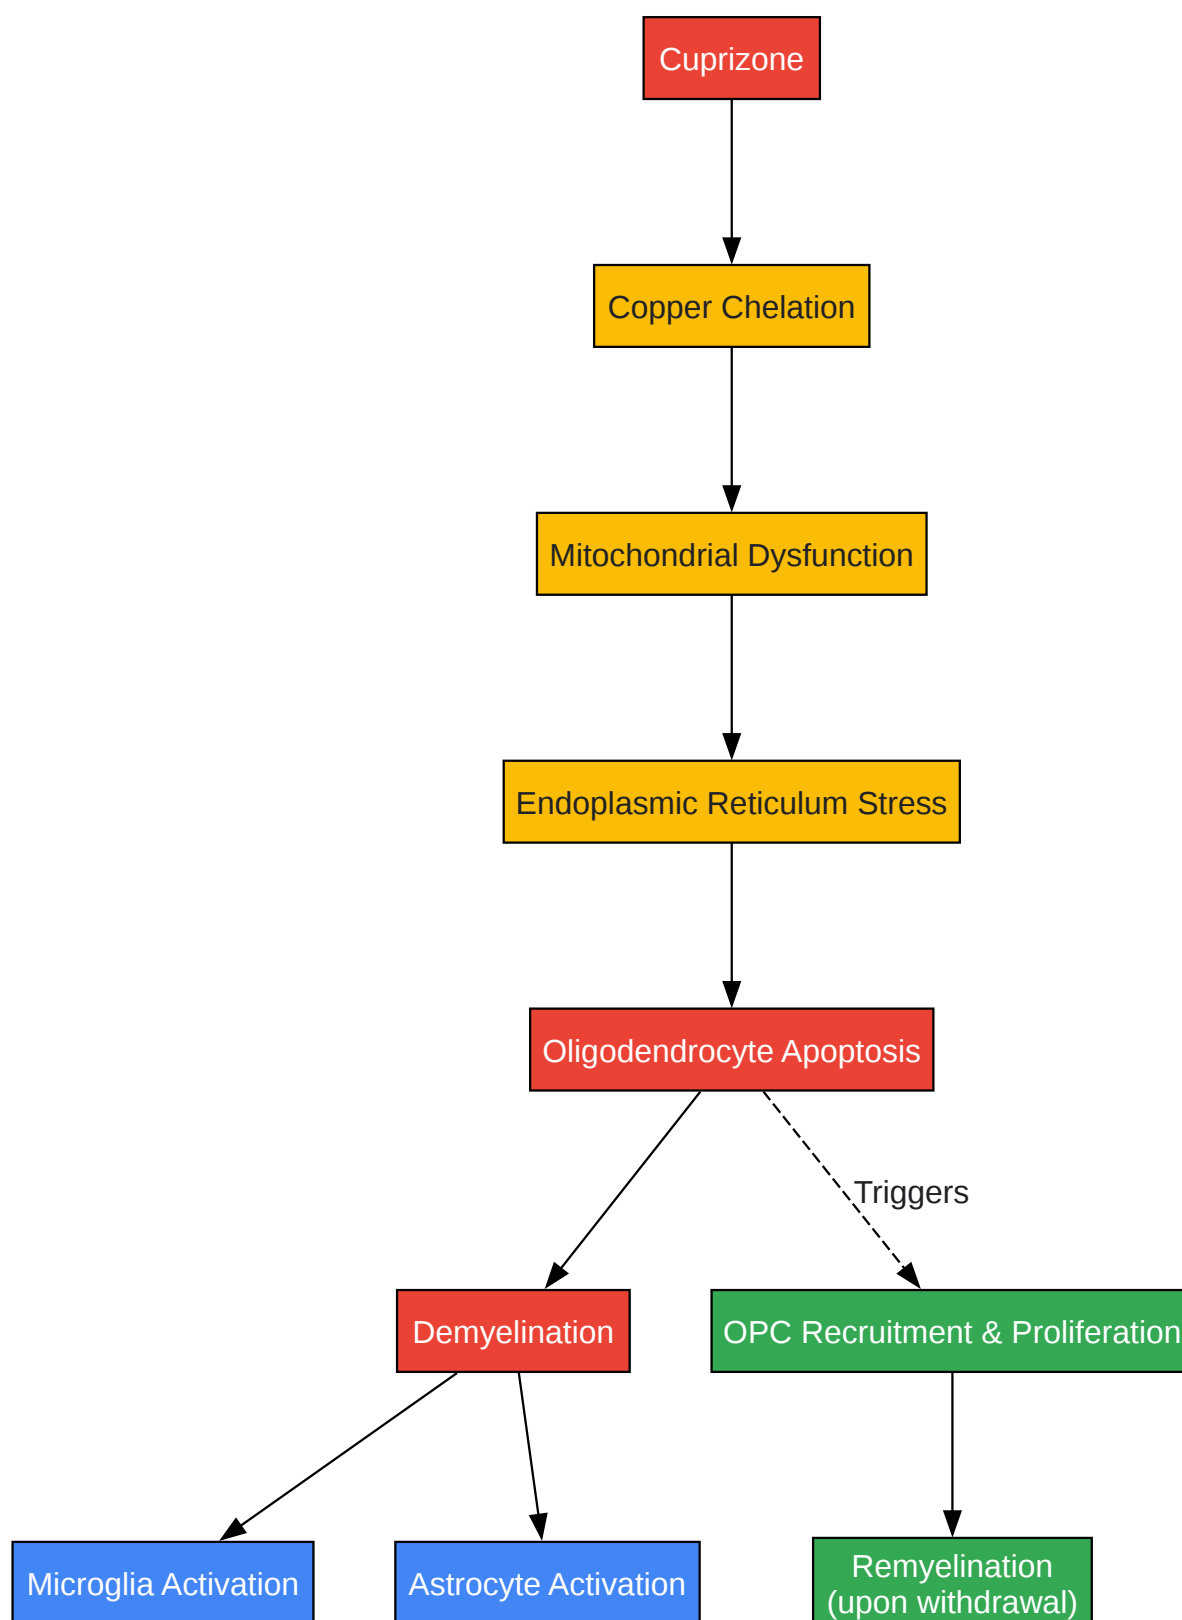 Cuprizone
Copper Chelation
Mitochondrial Dysfunction
Endoplasmic Reticulum Stress
Oligodendrocyte Apoptosis
Triggers
Demyelination
OPC Recruitment & Proliferation
Microglia Activation
Astrocyte Activation
Remyelination
(upon withdrawal)